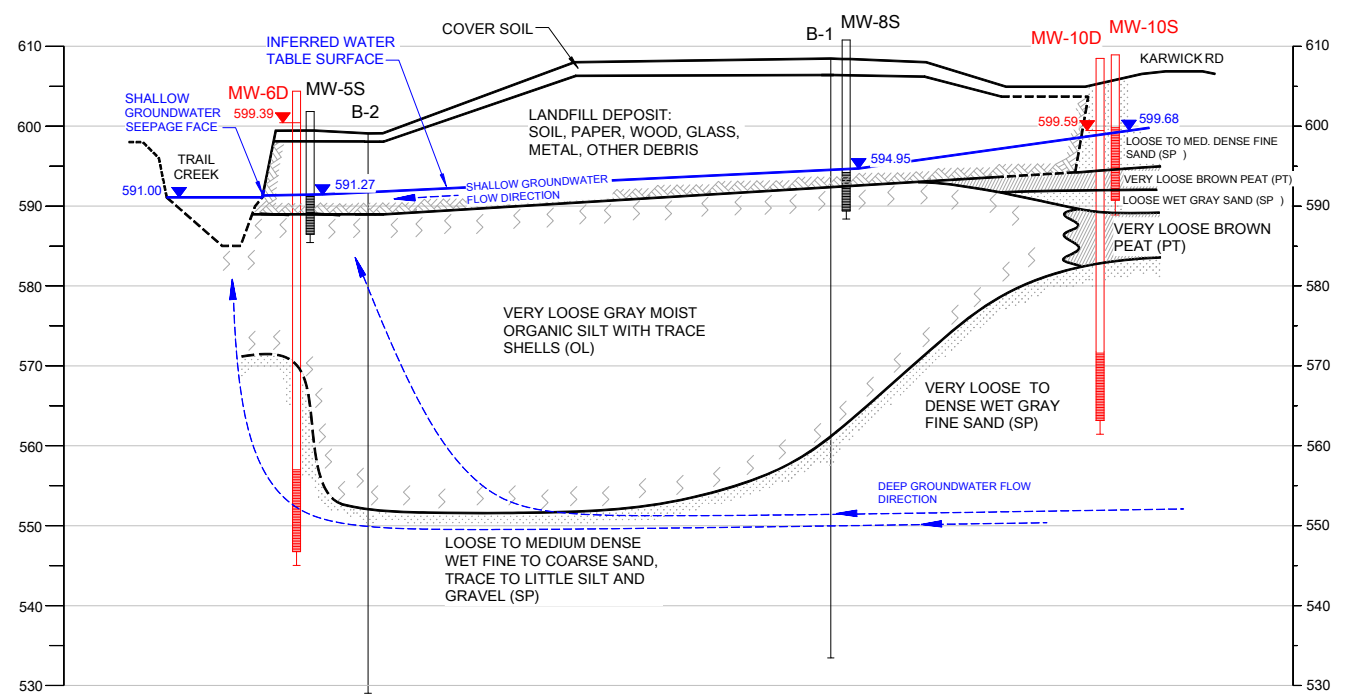 MW-8S
B-1
MW-10S
MW-10D
COVER SOIL
610
610
INFERRED WATER
TABLE SURFACE
KARWICK RD
MW-6D
MW-5S
B-2
SHALLOW
GROUNDWATER
SEEPAGE FACE
599.39
LANDFILL DEPOSIT:
SOIL, PAPER, WOOD, GLASS,
METAL, OTHER DEBRIS
600
600
599.59
599.68
LOOSE TO MED. DENSE FINE
SAND (SP )
TRAIL
CREEK
594.95
591.00
591.27
SHALLOW GROUNDWATER
FLOW DIRECTION
VERY LOOSE BROWN PEAT (PT)
LOOSE WET GRAY SAND (SP )
590
590
VERY LOOSE BROWN
PEAT (PT)
580
580
VERY LOOSE GRAY MOIST
ORGANIC SILT WITH TRACE
SHELLS (OL)
570
570
VERY LOOSE TO
DENSE WET GRAY
FINE SAND (SP)
560
560
DEEP GROUNDWATER FLOW
DIRECTION
550
550
LOOSE TO MEDIUM DENSE
WET FINE TO COARSE SAND,
TRACE TO LITTLE SILT AND
GRAVEL (SP)
540
540
530
530